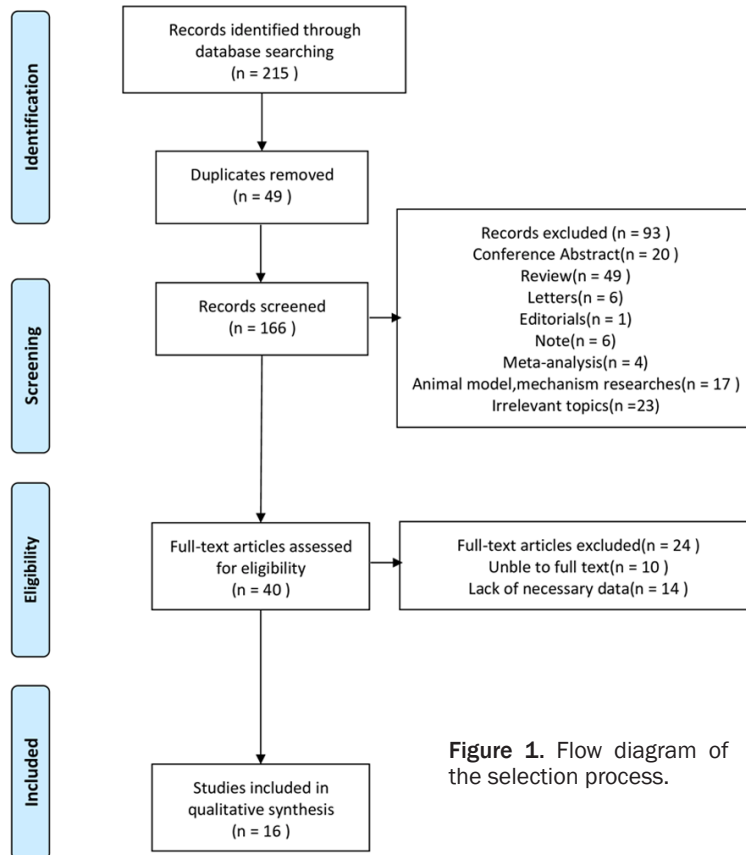 Identification
Records identified through
database searching
(n = 215 )
Duplicates removed
(n = 49 )
Screening
Records screened
(n = 166 )
Records excluded (n = 93 )
Conference Abstract(n = 20 )
Review(n = 49 )
Letters(n = 6)
Editorials(n = 1)
Note(n = 6)
Meta-analysis(n = 4)
Animal model,mechanism researches(n = 17 )
Irrelevant topics(n =23)
Eligibility
Full-text articles assessed
for eligibility
(n = 40 )
Full-text articles excluded(n = 24 )
Unble to full text(n = 10 )
Lack of necessary data(n = 14 )
Included
Studies included in
qualitative synthesis
(n = 16 )
Figure 1. Flow diagram of
the selection process.